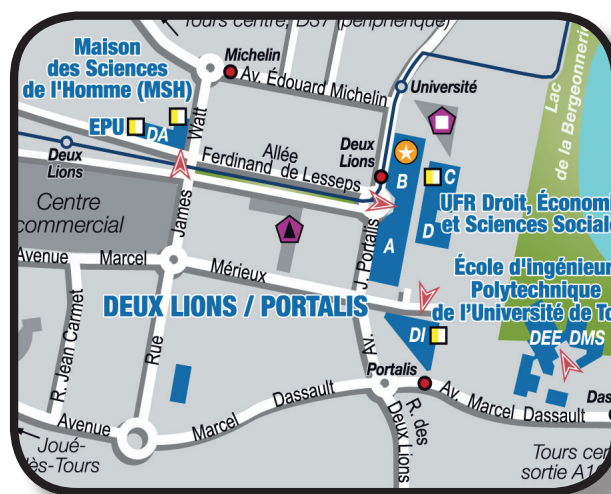 Tours centre, DS7 (périphérique)
Maison
des Sciences
de l'Homme (MSH)
Michelin
Av. Édouard Michelin
Université
Lac
de la Bergeonnerie
EPU
DA
Watt
Deux
Lions
Allée
Ferdinand de Lesseps
Deux
Lions
B
C
A
D
UFR Droit, Économi
et Sciences Sociale
Centre
commercial
James
J. Portalis
Avenue Marcel Mérieux
École d'ingénieur
Polytechnique
de l'Université de To
DEUX LIONS / PORTALIS
DI
DEE
DMS
R. Jean Carmet
Rue
Av.
Portalis
Avenue Marcel Dassault
Av. Marcel Dassault
Das
R. des
Deux Lions
Joué-
lès-Tours
Tours cen
sortie A10